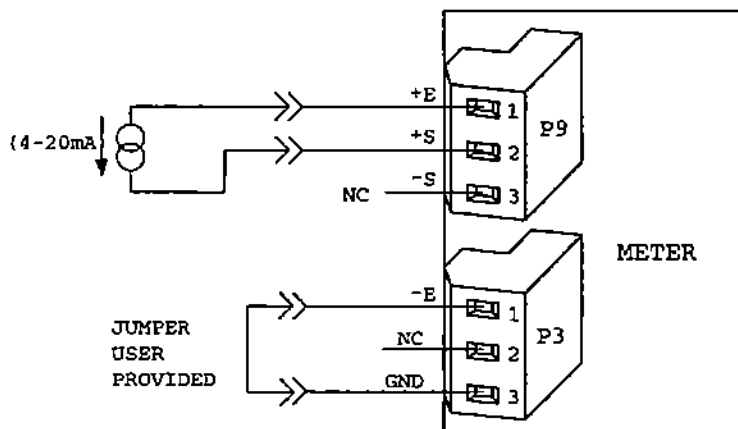 +E
1
P9
(4-20mA
+S
2
-S
NC
3
METER
-E
1
JUMPER
USER
PROVIDED
NC
2
P3
GND
3